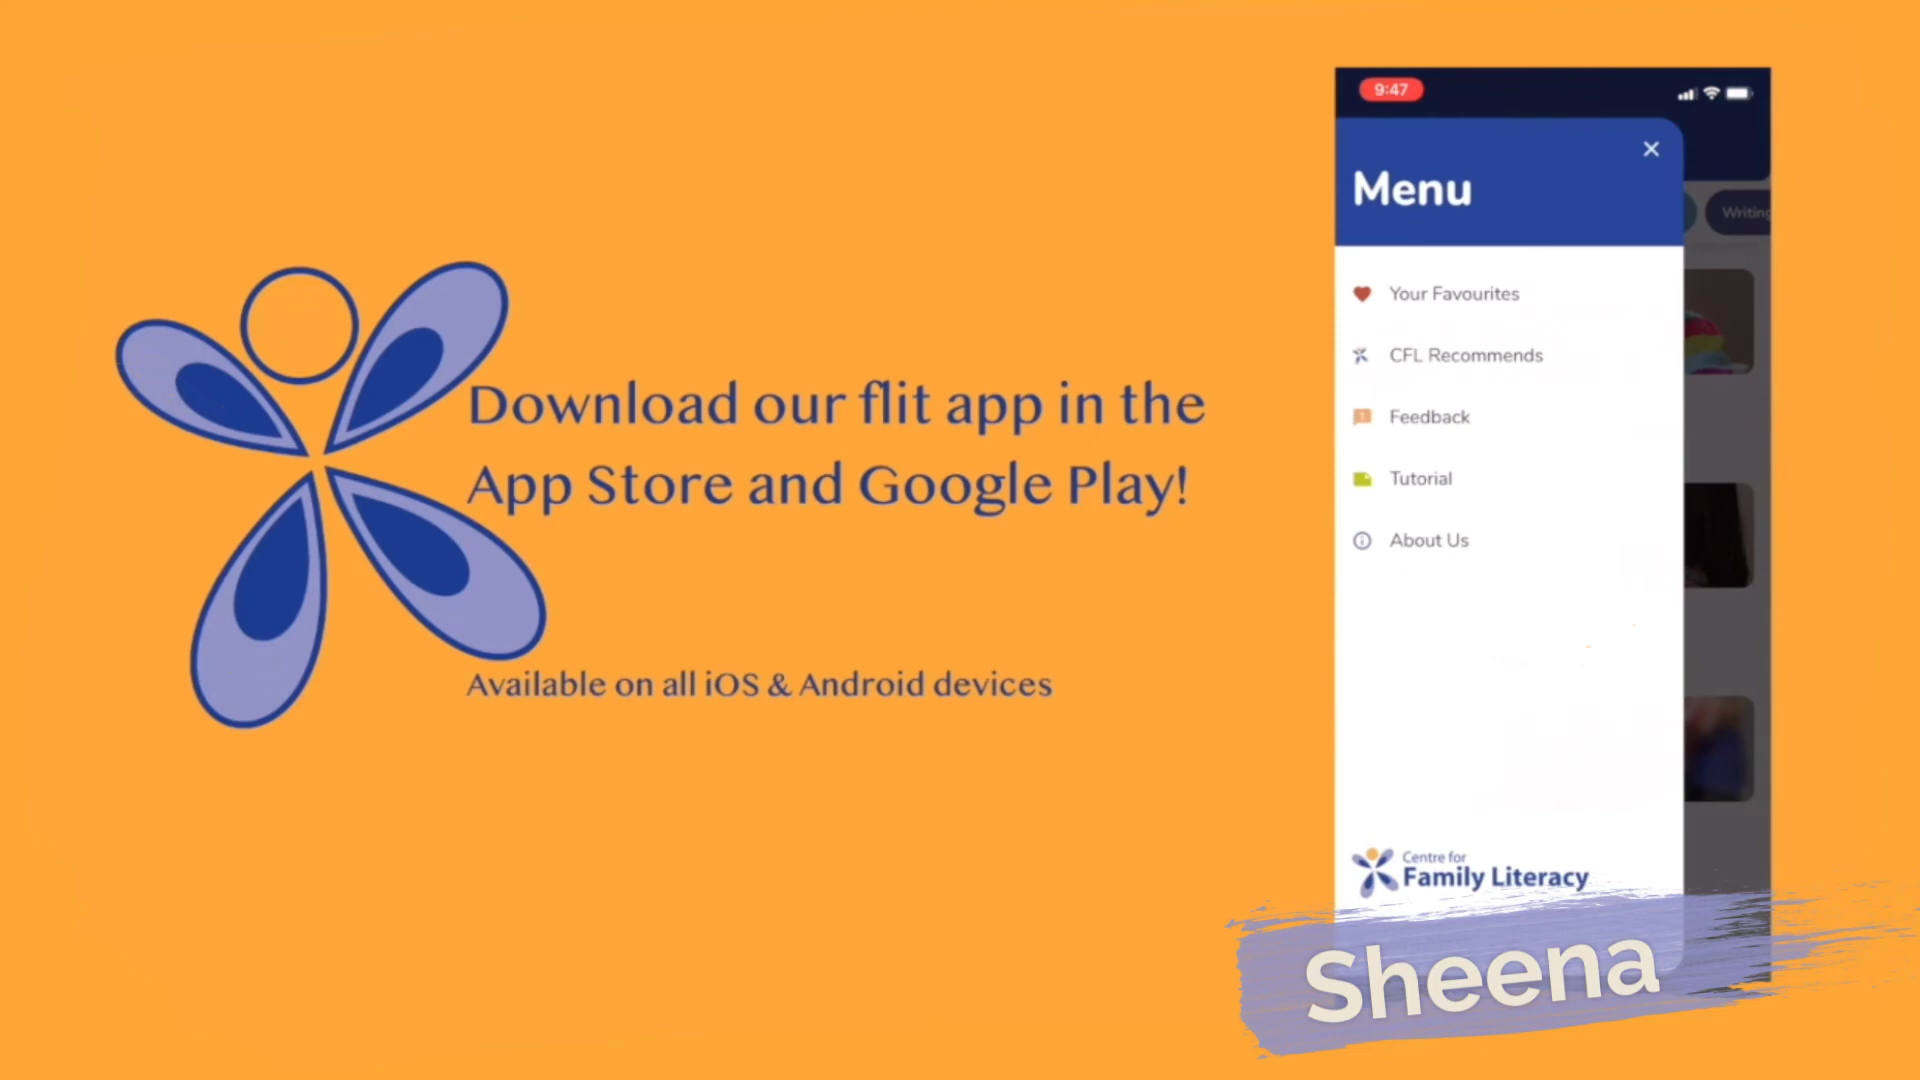 Download our flit app in the
App Store and Google Play!
Available on all iOS & Android devices
9:47
Menu
Writing
Your Favourites
CFL Recommends
Feedback
Tutorial
About Us
Centre for
Family Literacy
Sheena